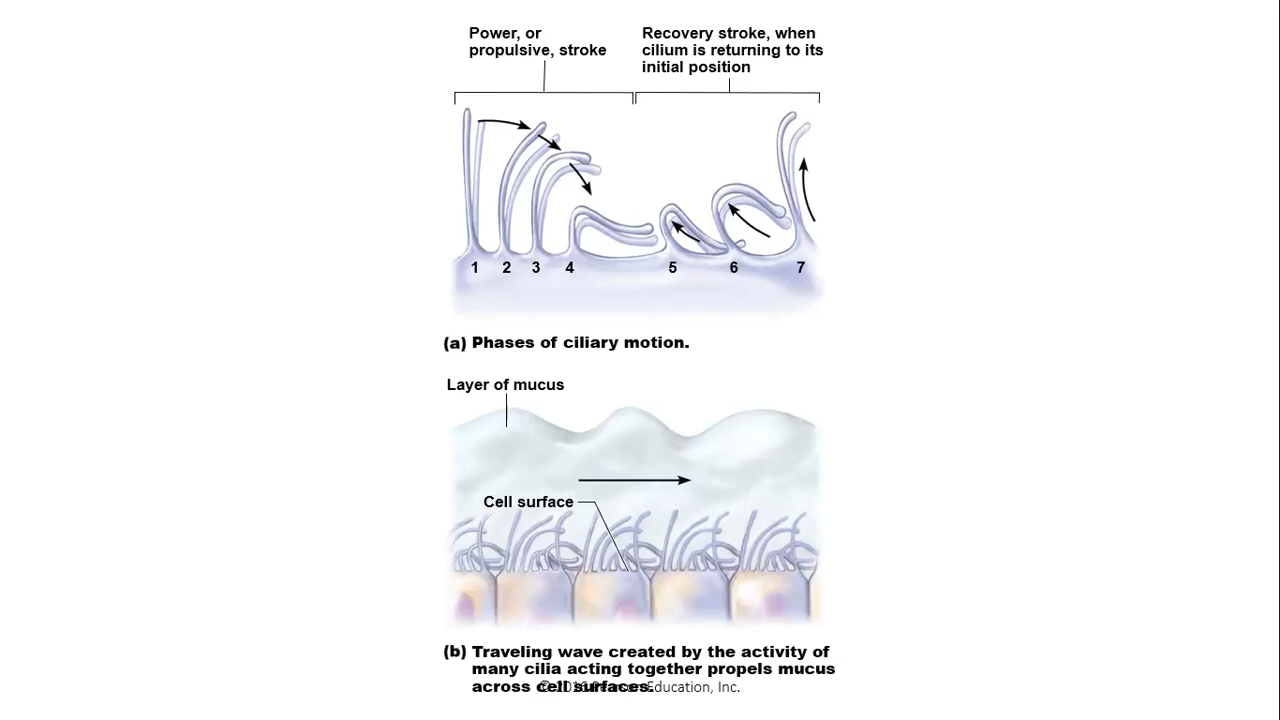 Power, or
propulsive, stroke
Recovery stroke, when
cilium is returning to its
initial position
1 2 3 4 5 6 7
(a) Phases of ciliary motion.
Layer of mucus
Cell surface
(b) Traveling wave created by the activity of
many cilia acting together propels mucus
across cell surfaces.
© 2016 Pearson Education, Inc.